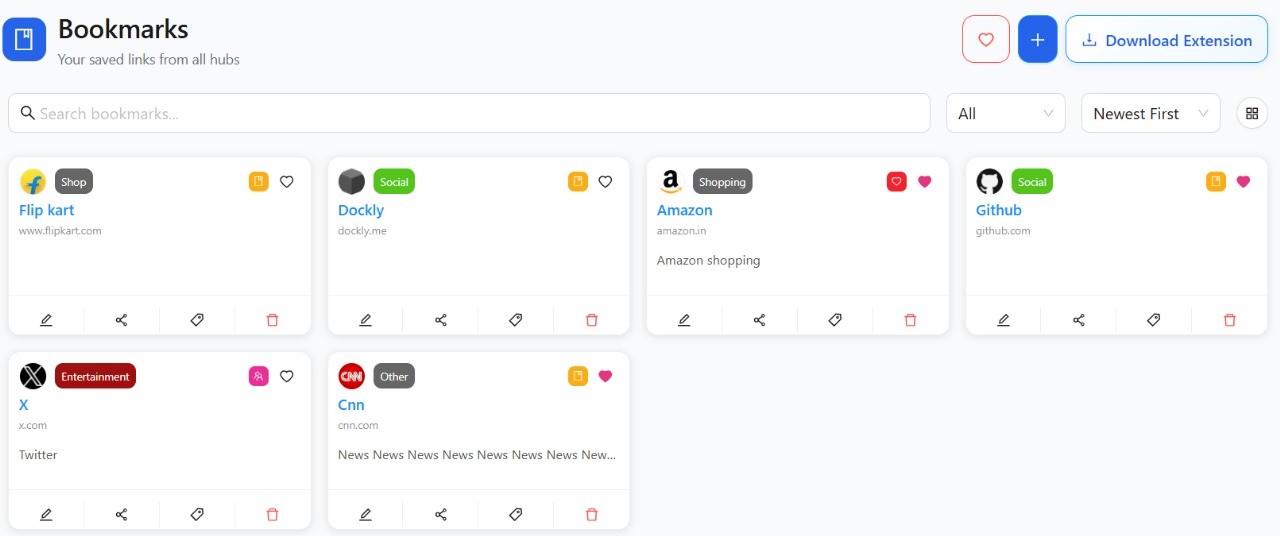 Bookmarks
Your saved links from all hubs
Download Extension
Search bookmarks...
All
Newest First
Shop
Flip kart
www.flipkart.com
Social
Dockly
dockly.me
Shopping
Amazon
amazon.in
Amazon shopping
Social
Github
github.com
Entertainment
X
x.com
Twitter
CNN
Other
Cnn
cnn.com
News News News News News News News New...